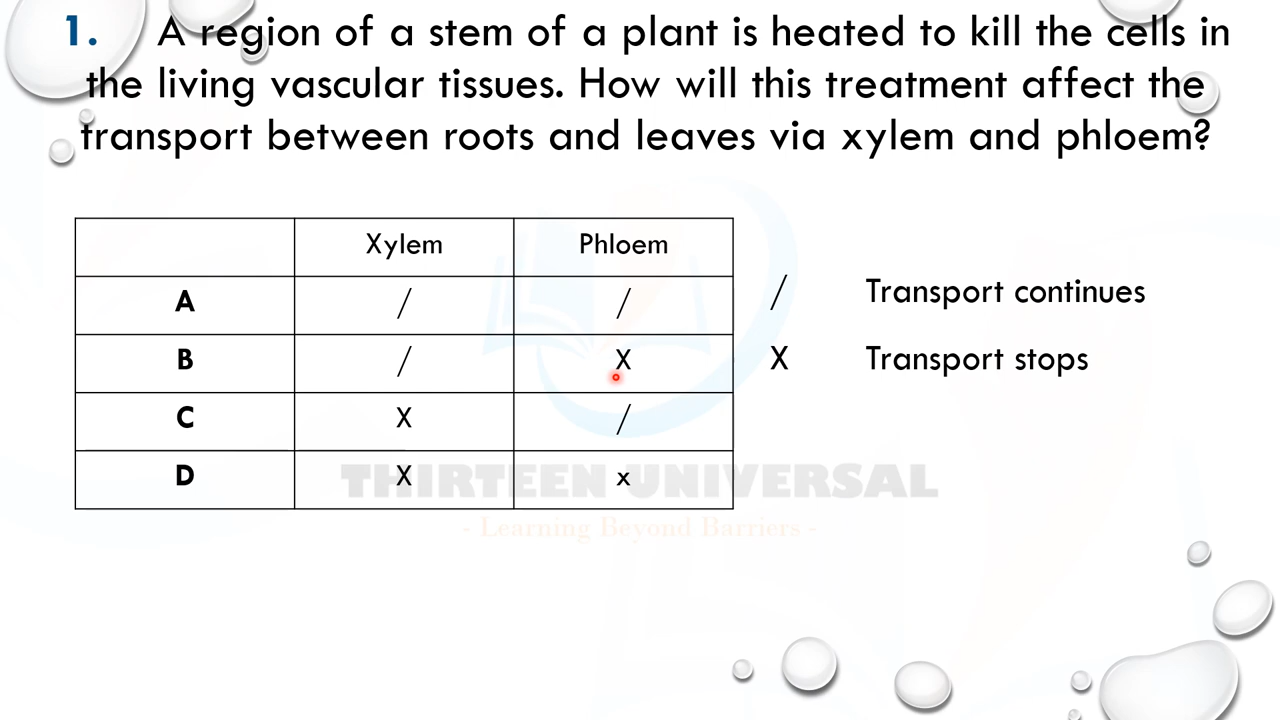 1. A region of a stem of a plant is heated to kill the cells in
the living vascular tissues. How will this treatment affect the
transport between roots and leaves via xylem and phloem?
Xylem Phloem
A / /
B / X
C X /
D X x
/ Transport continues
X Transport stops
THIRTEEN UNIVERSAL
- Learning Beyond Barriers -